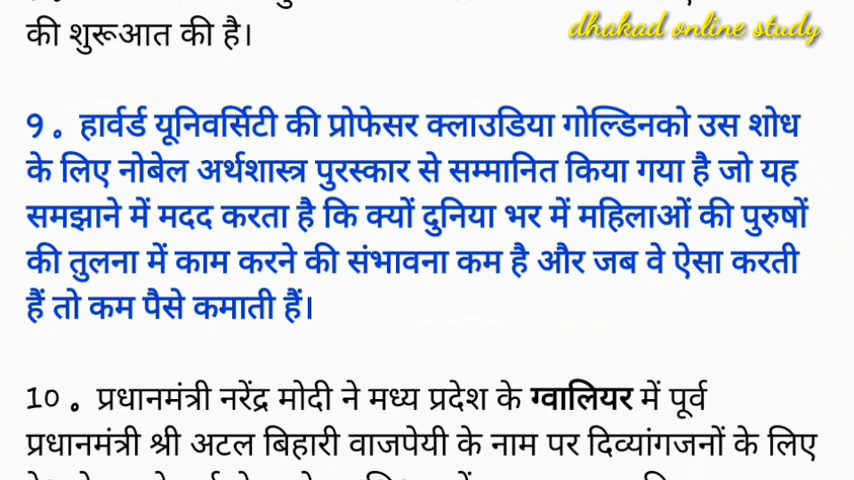 dhakad online study
की शुरूआत की है।
9 . हार्वर्ड यूनिवर्सिटी की प्रोफेसर क्लाउडिया गोल्डिनको उस शोध
के लिए नोबेल अर्थशास्त्र पुरस्कार से सम्मानित किया गया है जो यह
समझाने में मदद करता है कि क्यों दुनिया भर में महिलाओं की पुरुषों
की तुलना में काम करने की संभावना कम है और जब वे ऐसा करती
हैं तो कम पैसे कमाती हैं।
10 . प्रधानमंत्री नरेंद्र मोदी ने मध्य प्रदेश के ग्वालियर में पूर्व
प्रधानमंत्री श्री अटल बिहारी वाजपेयी के नाम पर दिव्यांगजनों के लिए